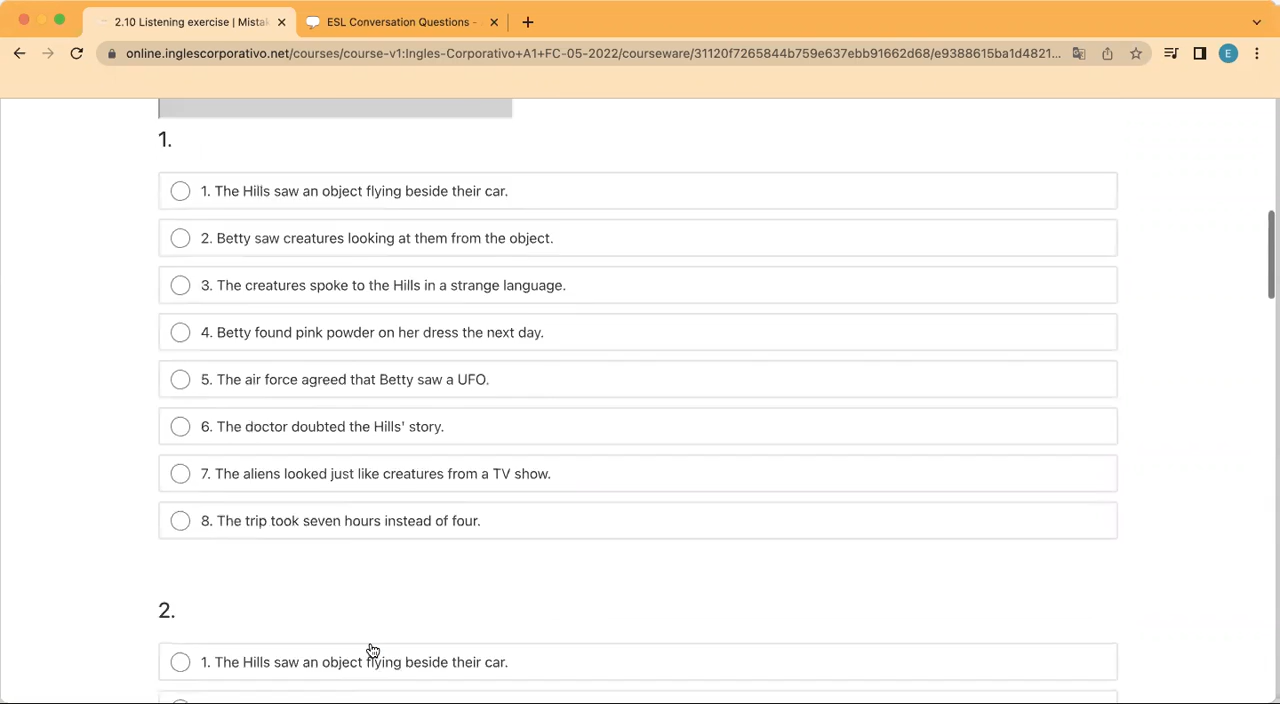 2.10 Listening exercise | Mistak
ESL Conversation Questions -
online.inglescorporativo.net/courses/course-v1:Ingles-Corporativo+A1+FC-05-2022/courseware/31120f7265844b759e637ebb91662d68/e9388615ba1d4821...
E
1.
1. The Hills saw an object flying beside their car.
2. Betty saw creatures looking at them from the object.
3. The creatures spoke to the Hills in a strange language.
4. Betty found pink powder on her dress the next day.
5. The air force agreed that Betty saw a UFO.
6. The doctor doubted the Hills' story.
7. The aliens looked just like creatures from a TV show.
8. The trip took seven hours instead of four.
2.
1. The Hills saw an object flying beside their car.